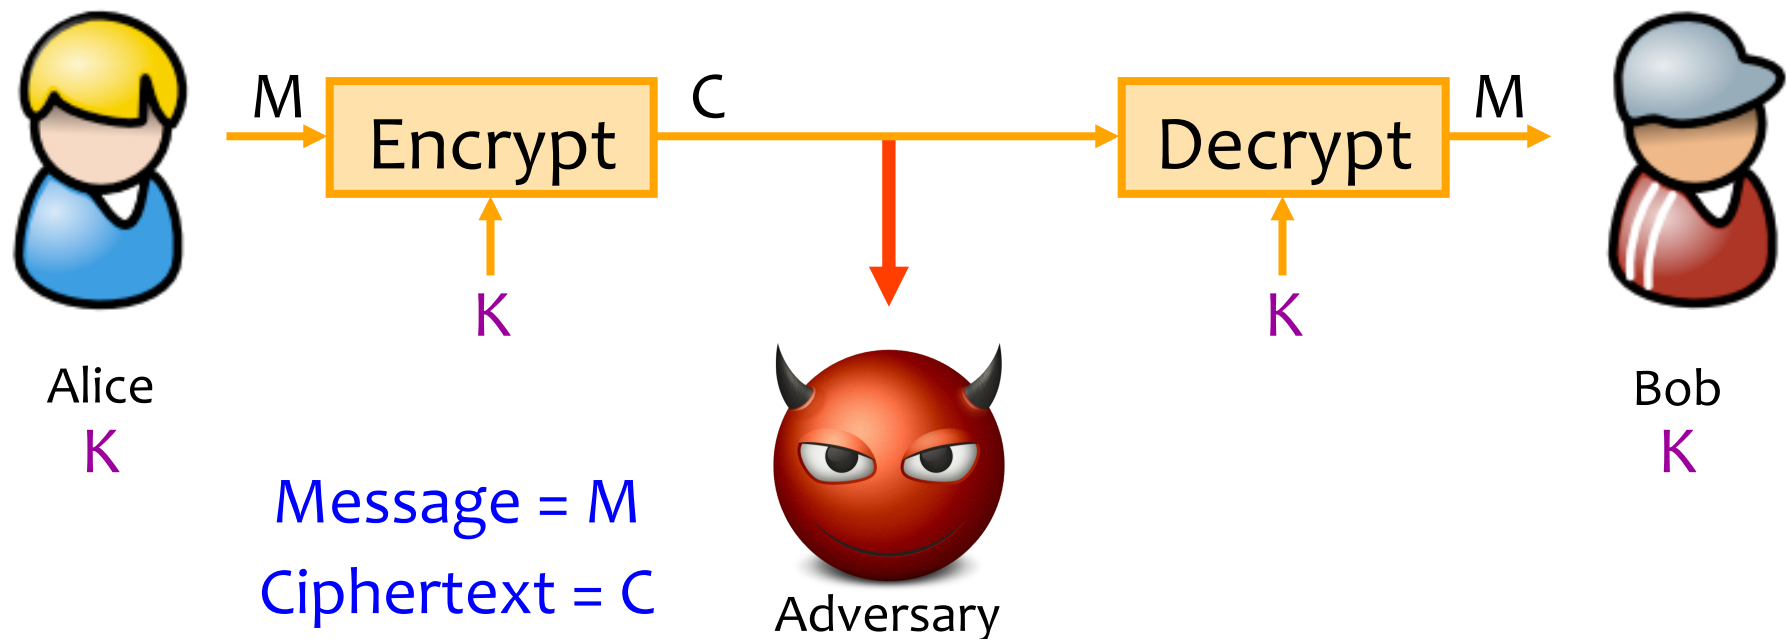 M
Encrypt
C
Decrypt
M
K
K
Alice
K
Bob
K
Message = M
Ciphertext = C
Adversary